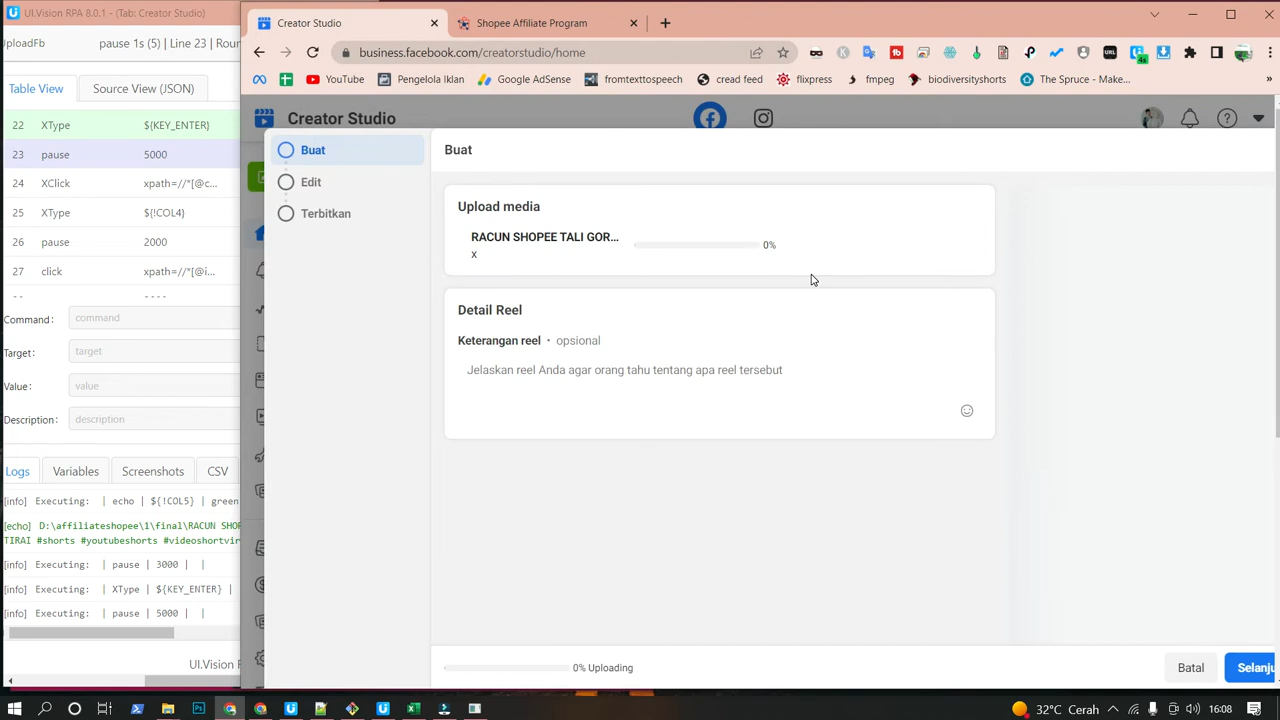 UI.Vision RPA 8.0.1 - (Tab: Creator Studio)
UploadFb
pause 1s (5) | Line 23 | Roun
Table View
Source View (JSON)
22 XType ${KEY_ENTER}
23 pause 5000
24 XClick xpath=//*[@c...
25 XType ${!COL4}
26 pause 2000
27 click xpath=//*[@i...
Command: command
Target: target
Value: value
Description: description
Logs
Variables
Screenshots
CSV
[info] Executing: | echo | ${!COL5} | green
[echo] D:\affiliateshopee\1\final\RACUN SHOP
TIRAI #shorts #youtubeshorts #videoshortvir
[info] Executing: | pause | 3000 | |
[info] Executing: | XType | ${KEY_ENTER} |
[info] Executing: | pause | 5000 | |
UI.Vision
Creator Studio
Shopee Affiliate Program
business.facebook.com/creatorstudio/home
YouTube
Pengelola Iklan
Google AdSense
fromtexttospeech
cread feed
flixpress
fmpeg
biodiversityshorts
The Spruce - Make...
Creator Studio
Buat
Edit
Terbitkan
Buat
Upload media
RACUN SHOPEE TALI GOR...
0%
x
Detail Reel
Keterangan reel • opsional
Jelaskan reel Anda agar orang tahu tentang apa reel tersebut
0% Uploading
Batal
Selanju
32°C Cerah
16:08